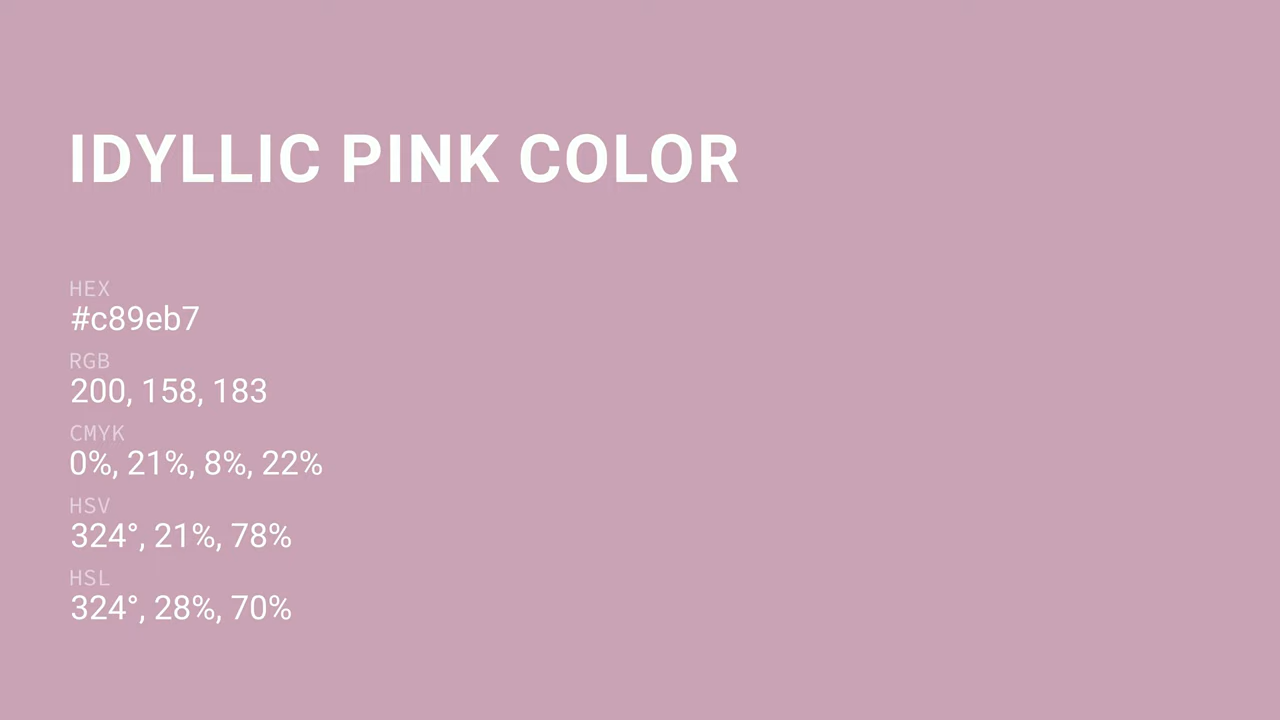 IDYLLIC PINK COLOR
HEX
#c89eb7
RGB
200, 158, 183
CMYK
0%, 21%, 8%, 22%
HSV
324°, 21%, 78%
HSL
324°, 28%, 70%